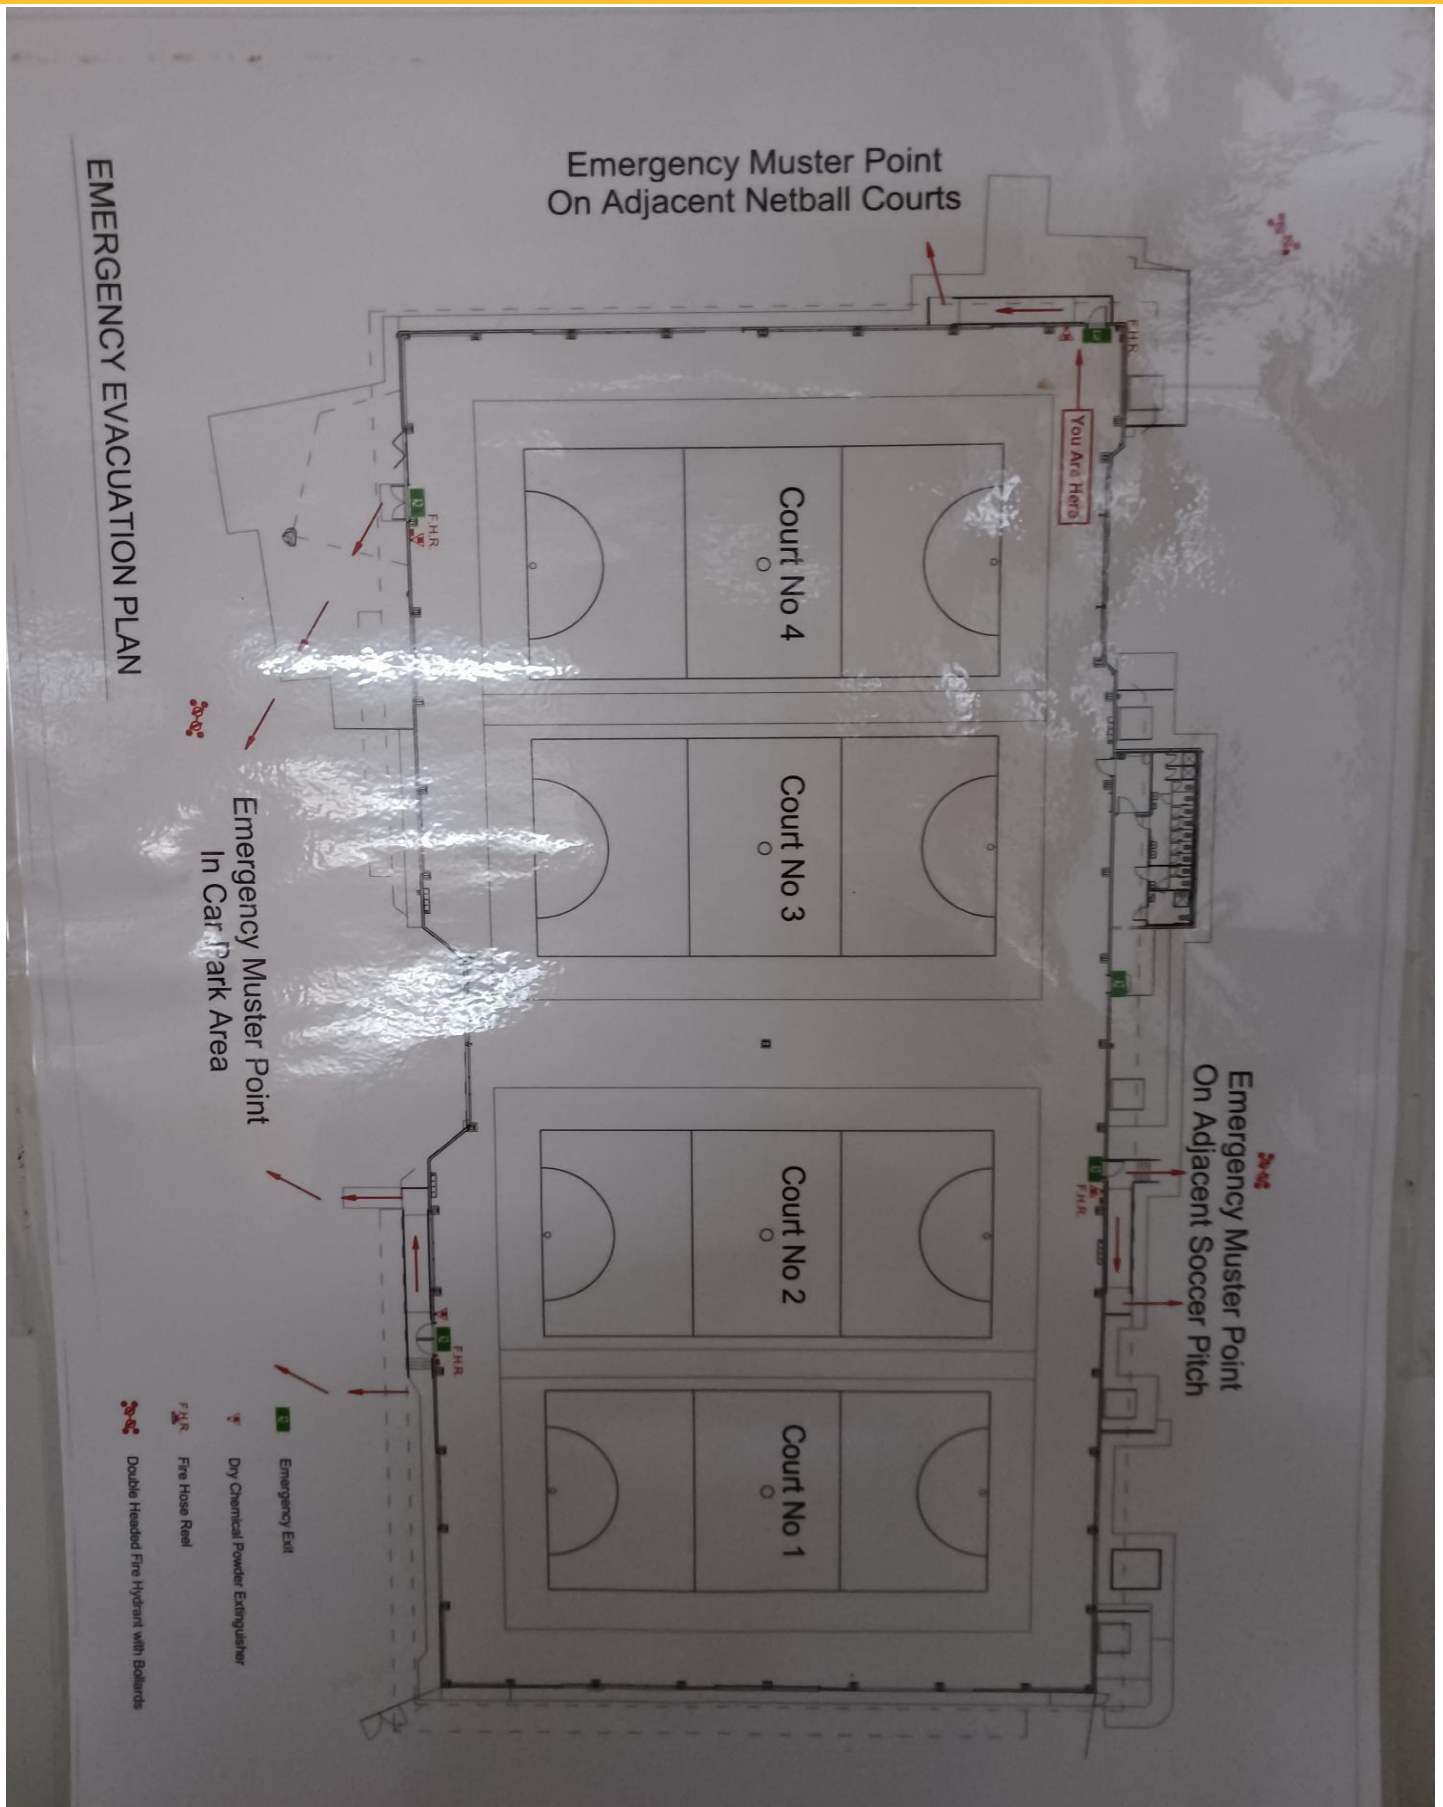 Emergency Muster Point
On Adjacent Netball Courts
F.H.R.
You Are Here
F.H.R.
Court No 4
Court No 3
Court No 2
Court No 1
Emergency Muster Point
On Adjacent Soccer Pitch
F.H.R.
F.H.R.
Emergency Muster Point
In Car Park Area
EMERGENCY EVACUATION PLAN
Emergency Exit
Dry Chemical Powder Extinguisher
F.H.R. Fire Hose Reel
Double Headed Fire Hydrant with Bollards